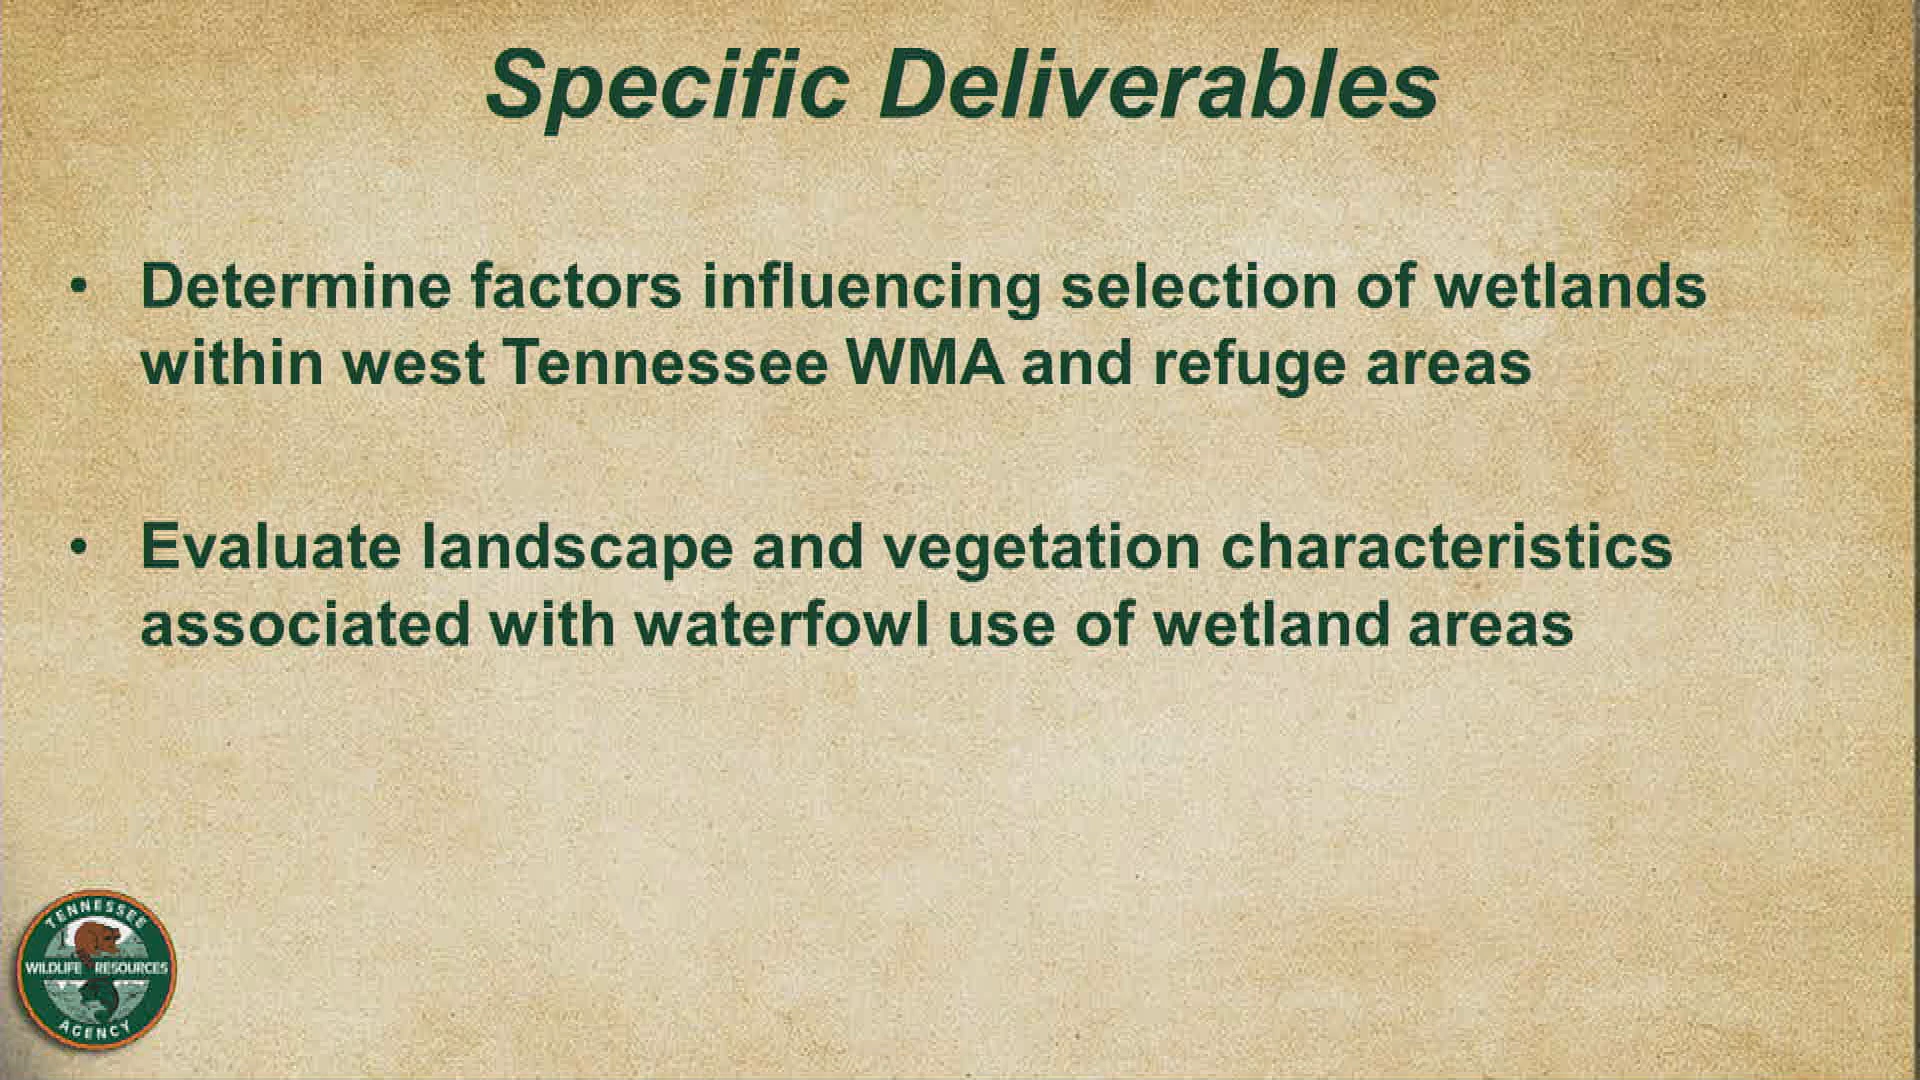 Specific Deliverables
• Determine factors influencing selection of wetlands
within west Tennessee WMA and refuge areas
• Evaluate landscape and vegetation characteristics
associated with waterfowl use of wetland areas
TENNESSEE
WILDLIFE RESOURCES
AGENCY